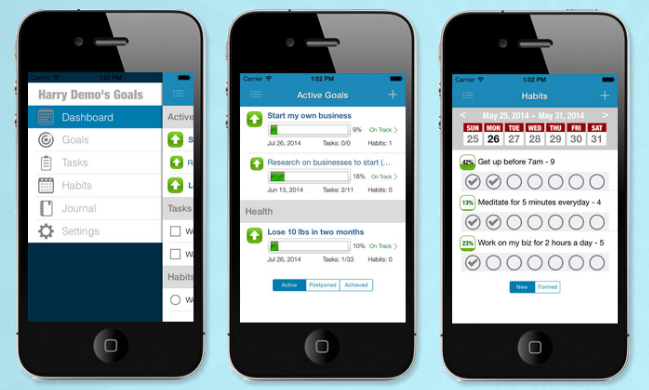 Carrier 1:01 PM
Harry Demo's Goals
Dashboard
Goals
Tasks
Habits
Journal
Settings
Active
S
R
L
Tasks
W
W
Habits
W
Carrier 1:02 PM
Active Goals
Start my own business
9% On Track
Jul 26, 2014 Tasks: 0/0 Habits: 1
Research on businesses to start (...
18% On Track
Jun 13, 2014 Tasks: 2/11 Habits: 0
Health
Lose 10 lbs in two months
10% On Track
Jul 26, 2014 Tasks: 1/33 Habits: 0
Active Postponed Achieved
Carrier 1:02 PM
Habits
< May 25, 2014 ~ May 31, 2014 >
SUN MON TUE WED THU FRI SAT
25 26 27 28 29 30 31
42% Get up before 7am - 9
13% Meditate for 5 minutes everyday - 4
23% Work on my biz for 2 hours a day - 5
New Formed